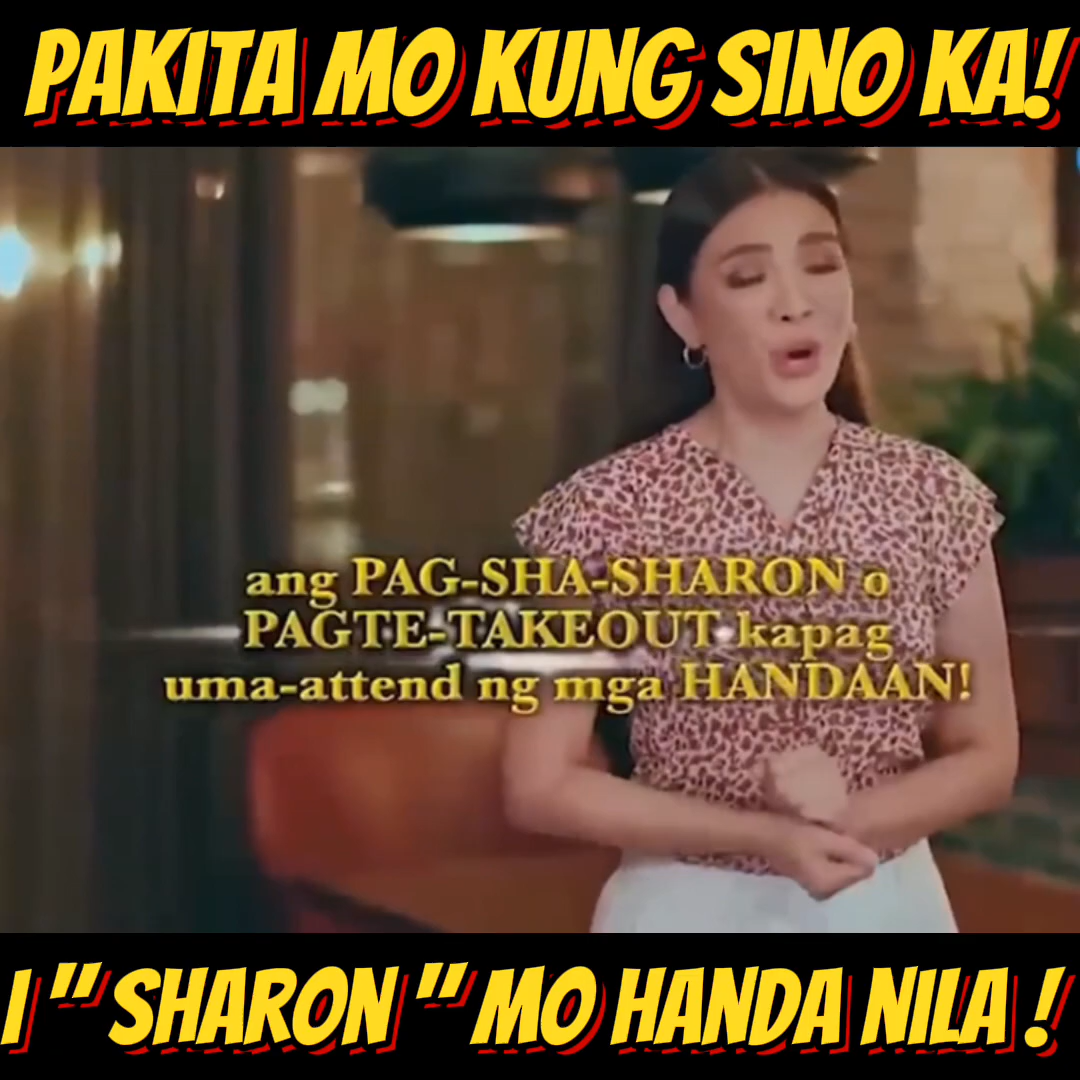 PAKITA MO KUNG SINO KA!
ang PAG-SHA-SHARON o
PAGTE-TAKEOUT kapag
uma-attend ng mga HANDAAN!
I "SHARON" MO HANDA NILA !